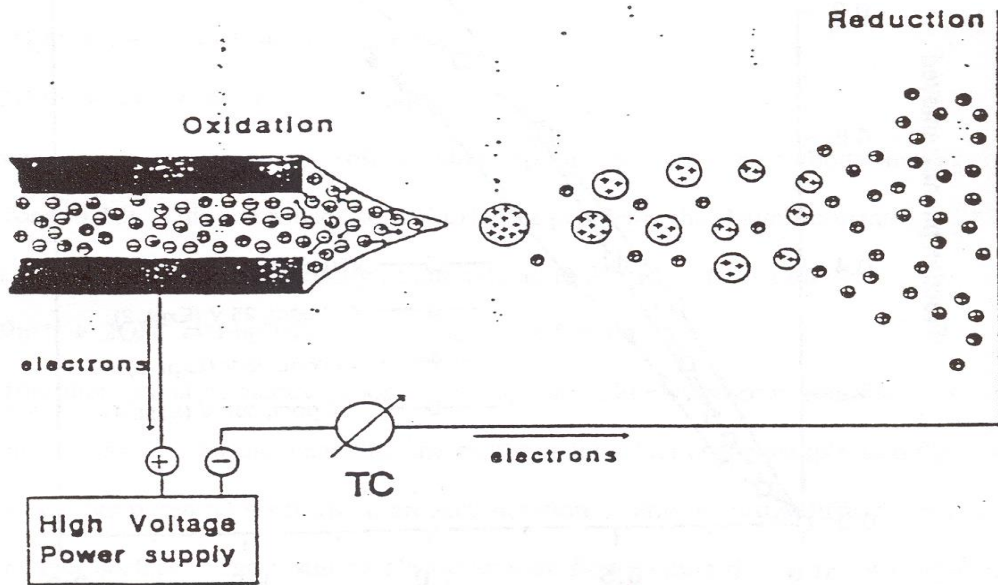 Reduction
Oxidation
electrons
+
−
TC
electrons
High Voltage
Power supply